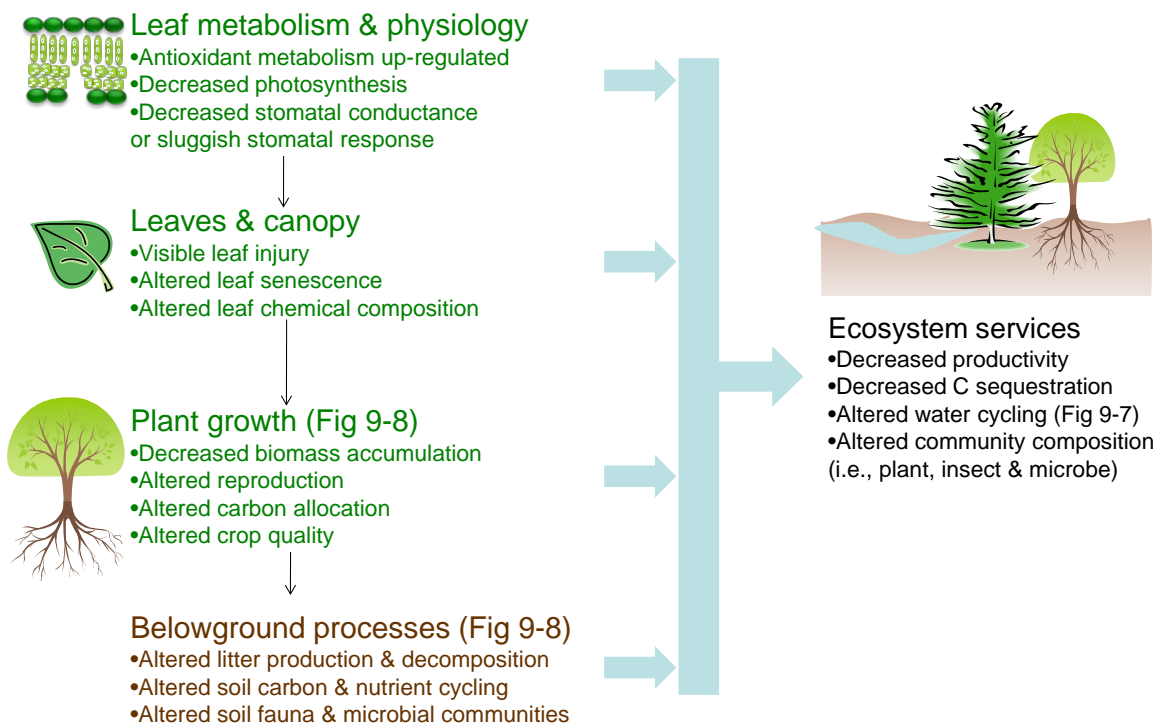 Leaf metabolism & physiology
•Antioxidant metabolism up-regulated
•Decreased photosynthesis
•Decreased stomatal conductance
or sluggish stomatal response
Leaves & canopy
•Visible leaf injury
•Altered leaf senescence
•Altered leaf chemical composition
Plant growth (Fig 9-8)
•Decreased biomass accumulation
•Altered reproduction
•Altered carbon allocation
•Altered crop quality
Belowground processes (Fig 9-8)
•Altered litter production & decomposition
•Altered soil carbon & nutrient cycling
•Altered soil fauna & microbial communities
Ecosystem services
•Decreased productivity
•Decreased C sequestration
•Altered water cycling (Fig 9-7)
•Altered community composition
(i.e., plant, insect & microbe)